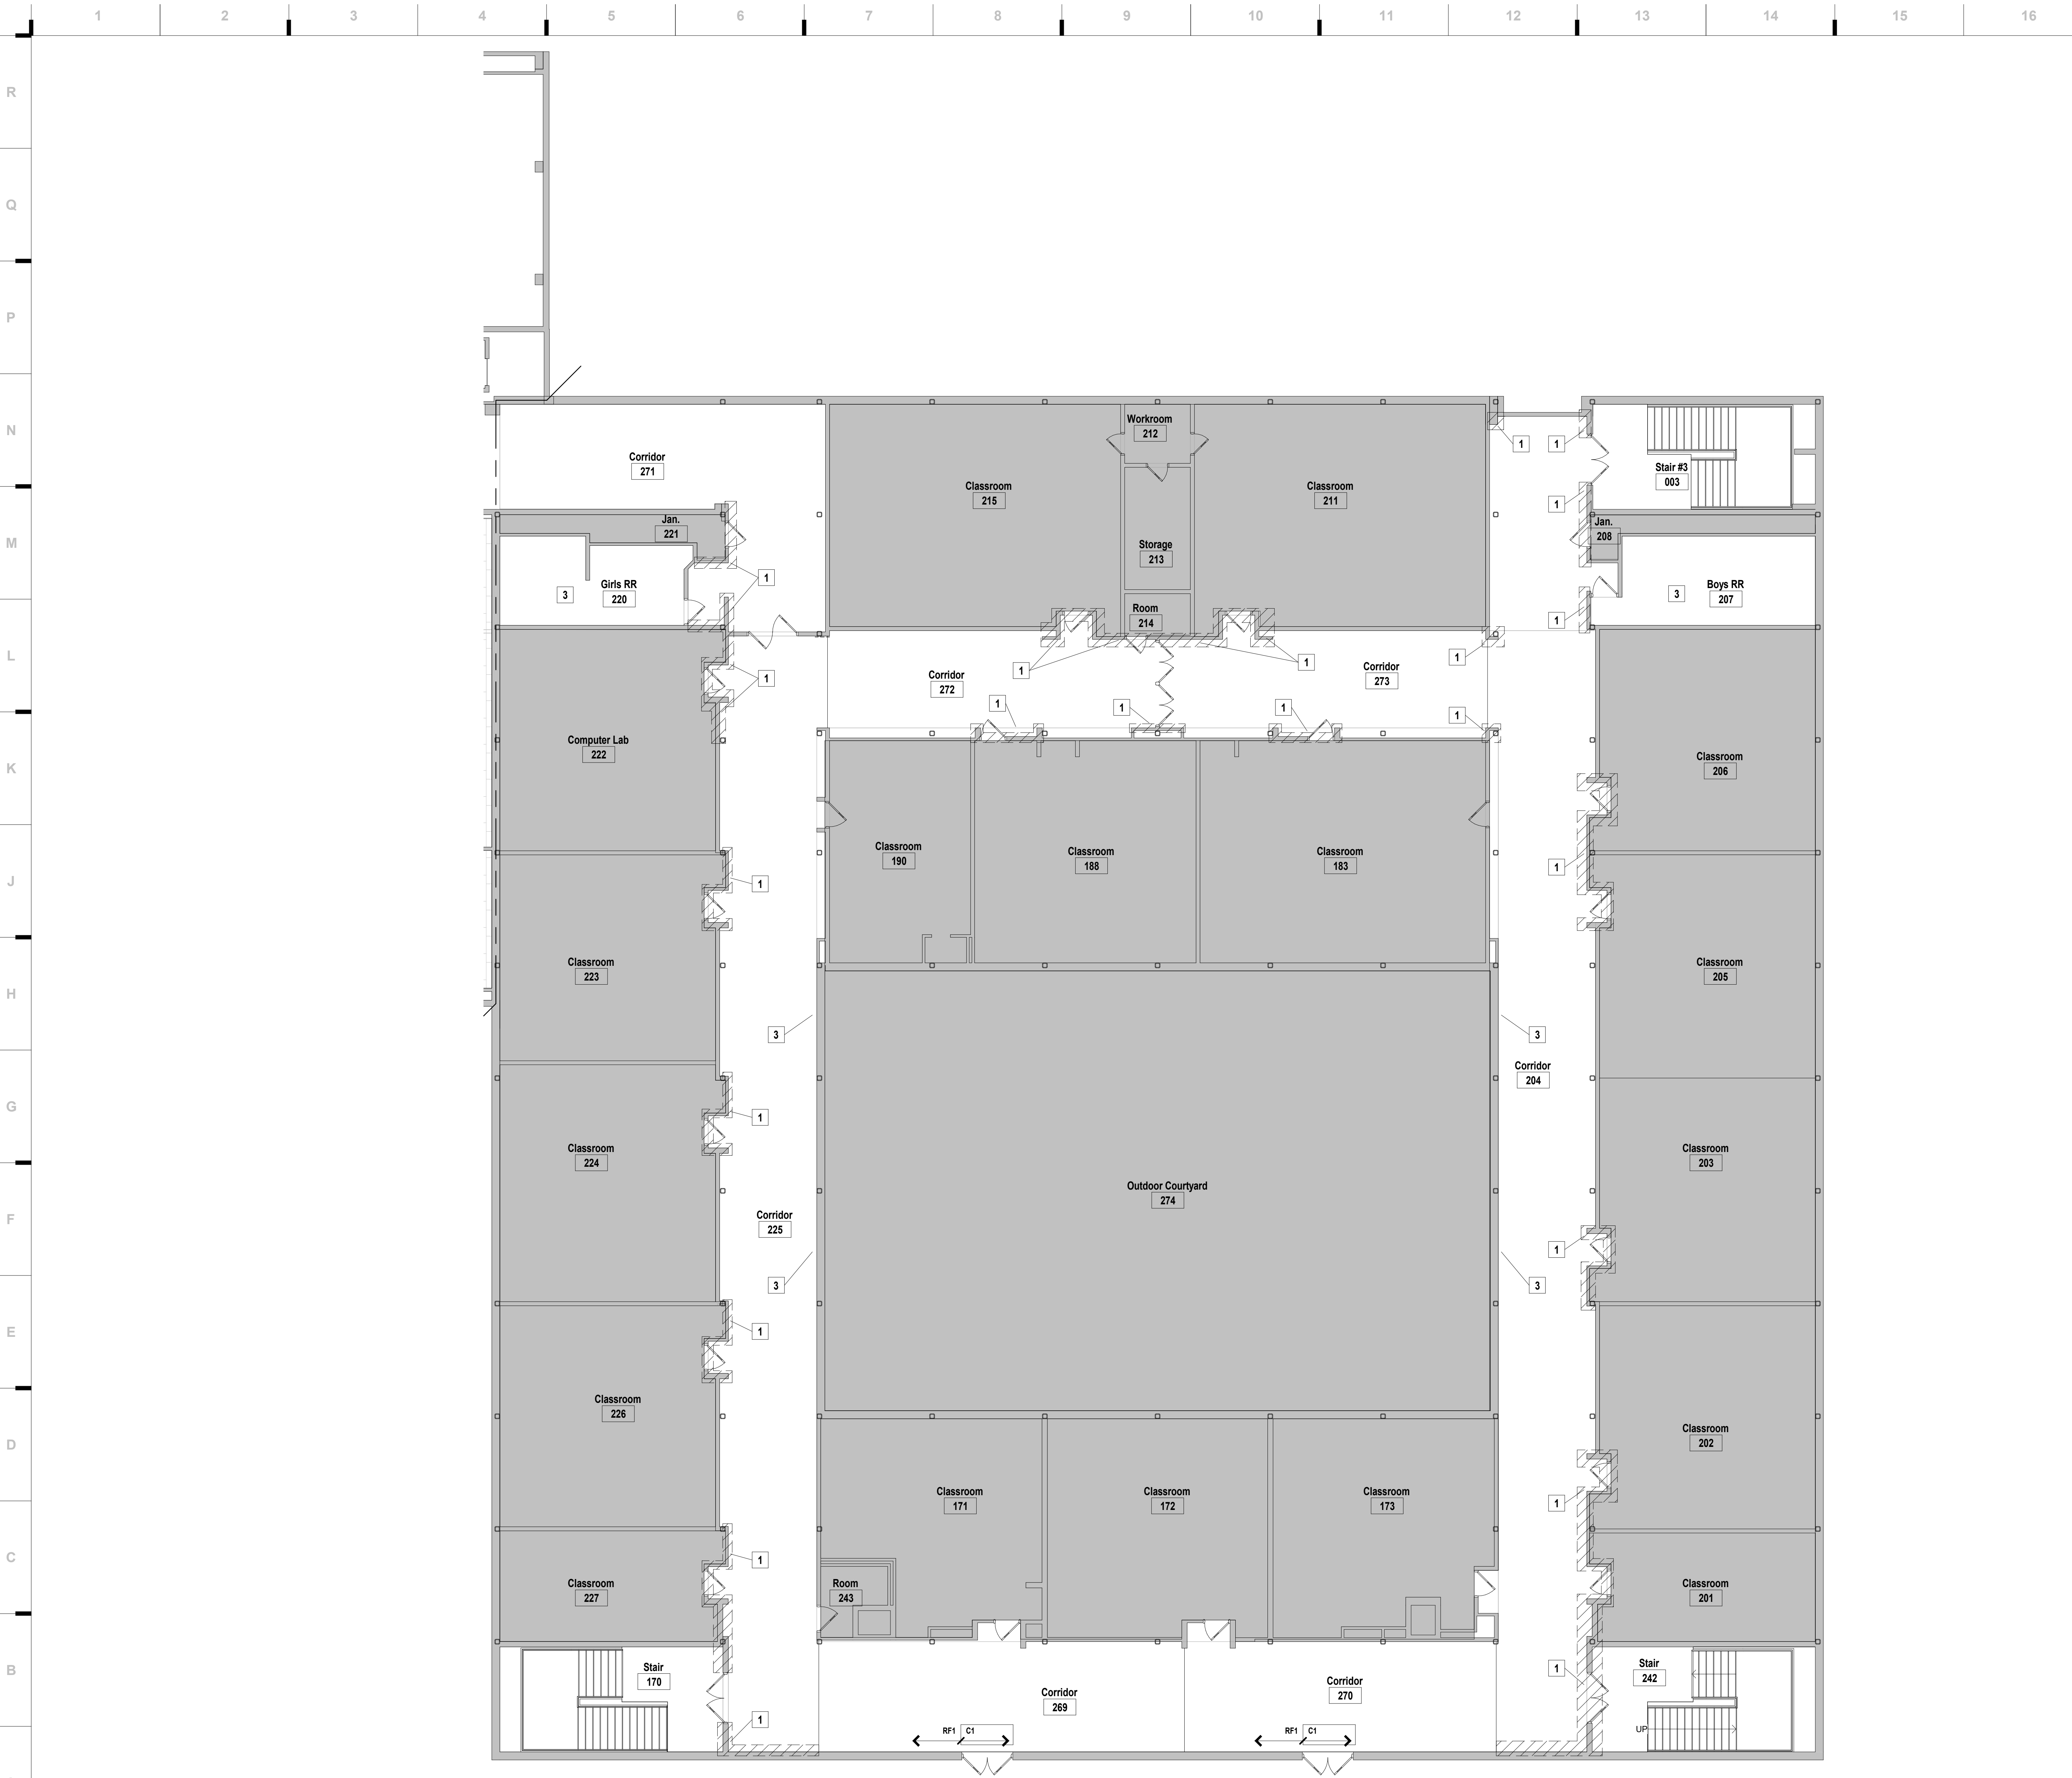 1 2 3 4 5 6 7 8 9 10 11 12 13 14 15 16
R
Q
P
N
M
L
K
J
H
G
F
E
D
C
B
Workroom
212
1 1
Corridor
271
Stair #3
003
Classroom
215
Classroom
211
1
Jan.
221
Jan.
208
Storage
213
1
Girls RR
220
3
Boys RR
207
3
Room
214
1
1
1
1
Corridor
272
Corridor
273
1
1
1
1
1
Computer Lab
222
Classroom
206
Classroom
190
Classroom
188
Classroom
183
1
1
Classroom
223
Classroom
205
3
3
Corridor
204
1
Classroom
224
Classroom
203
Outdoor Courtyard
274
Corridor
225
1
3
3
1
Classroom
226
Classroom
202
Classroom
171
Classroom
172
Classroom
173
1
1
Classroom
227
Room
243
Classroom
201
Stair
170
1
Stair
242
Corridor
269
Corridor
270
1
UP
RF1 C1
RF1 C1